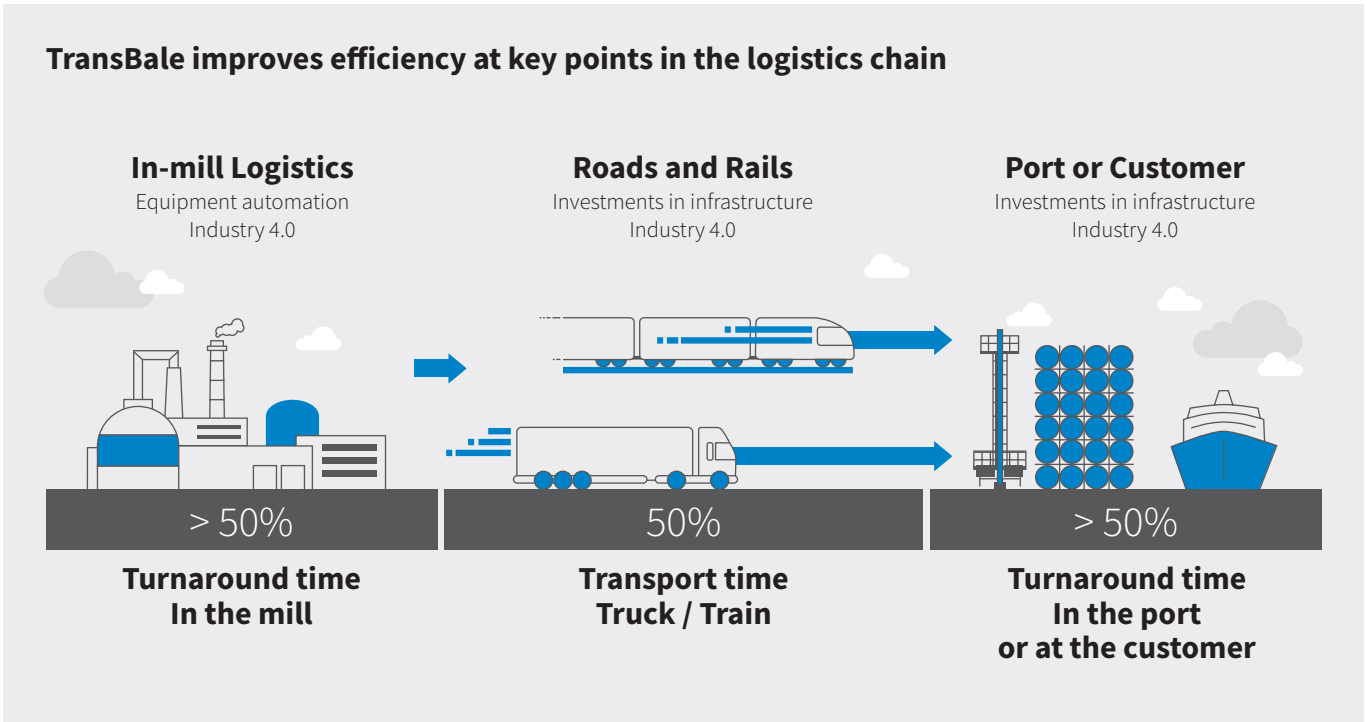 TransBale improves efficiency at key points in the logistics chain
In-mill Logistics
Equipment automation
Industry 4.0
Roads and Rails
Investments in infrastructure
Industry 4.0
Port or Customer
Investments in infrastructure
Industry 4.0
> 50%
50%
> 50%
Turnaround time
In the mill
Transport time
Truck / Train
Turnaround time
In the port
or at the customer